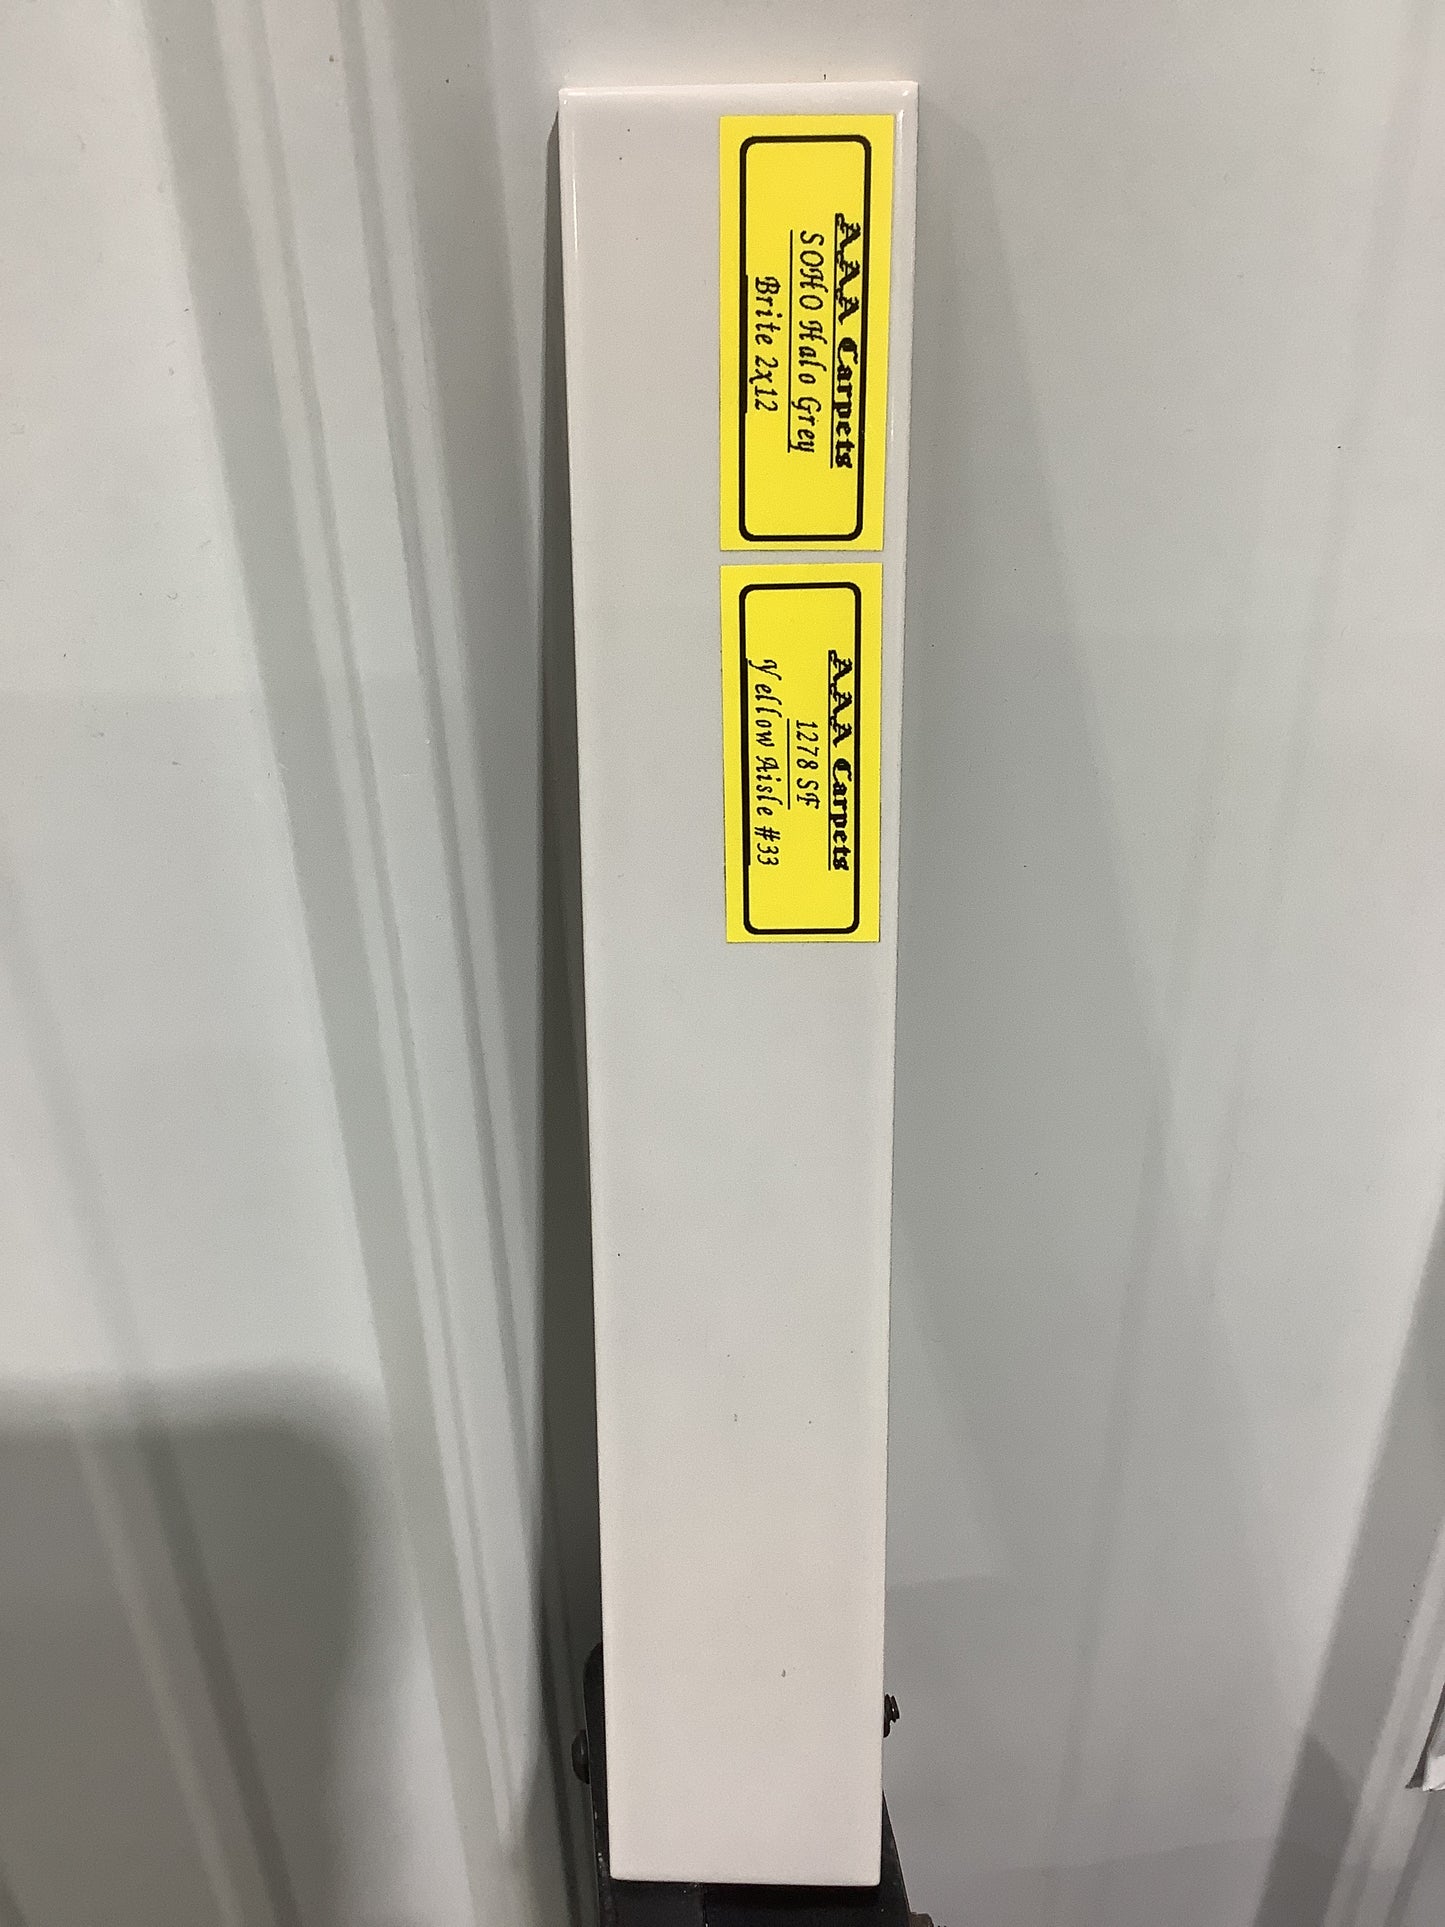 AAA Carpets
SOHO Halo Grey
Brite 2x12
AAA Carpets
1278 SF
Yellow Aisle #33